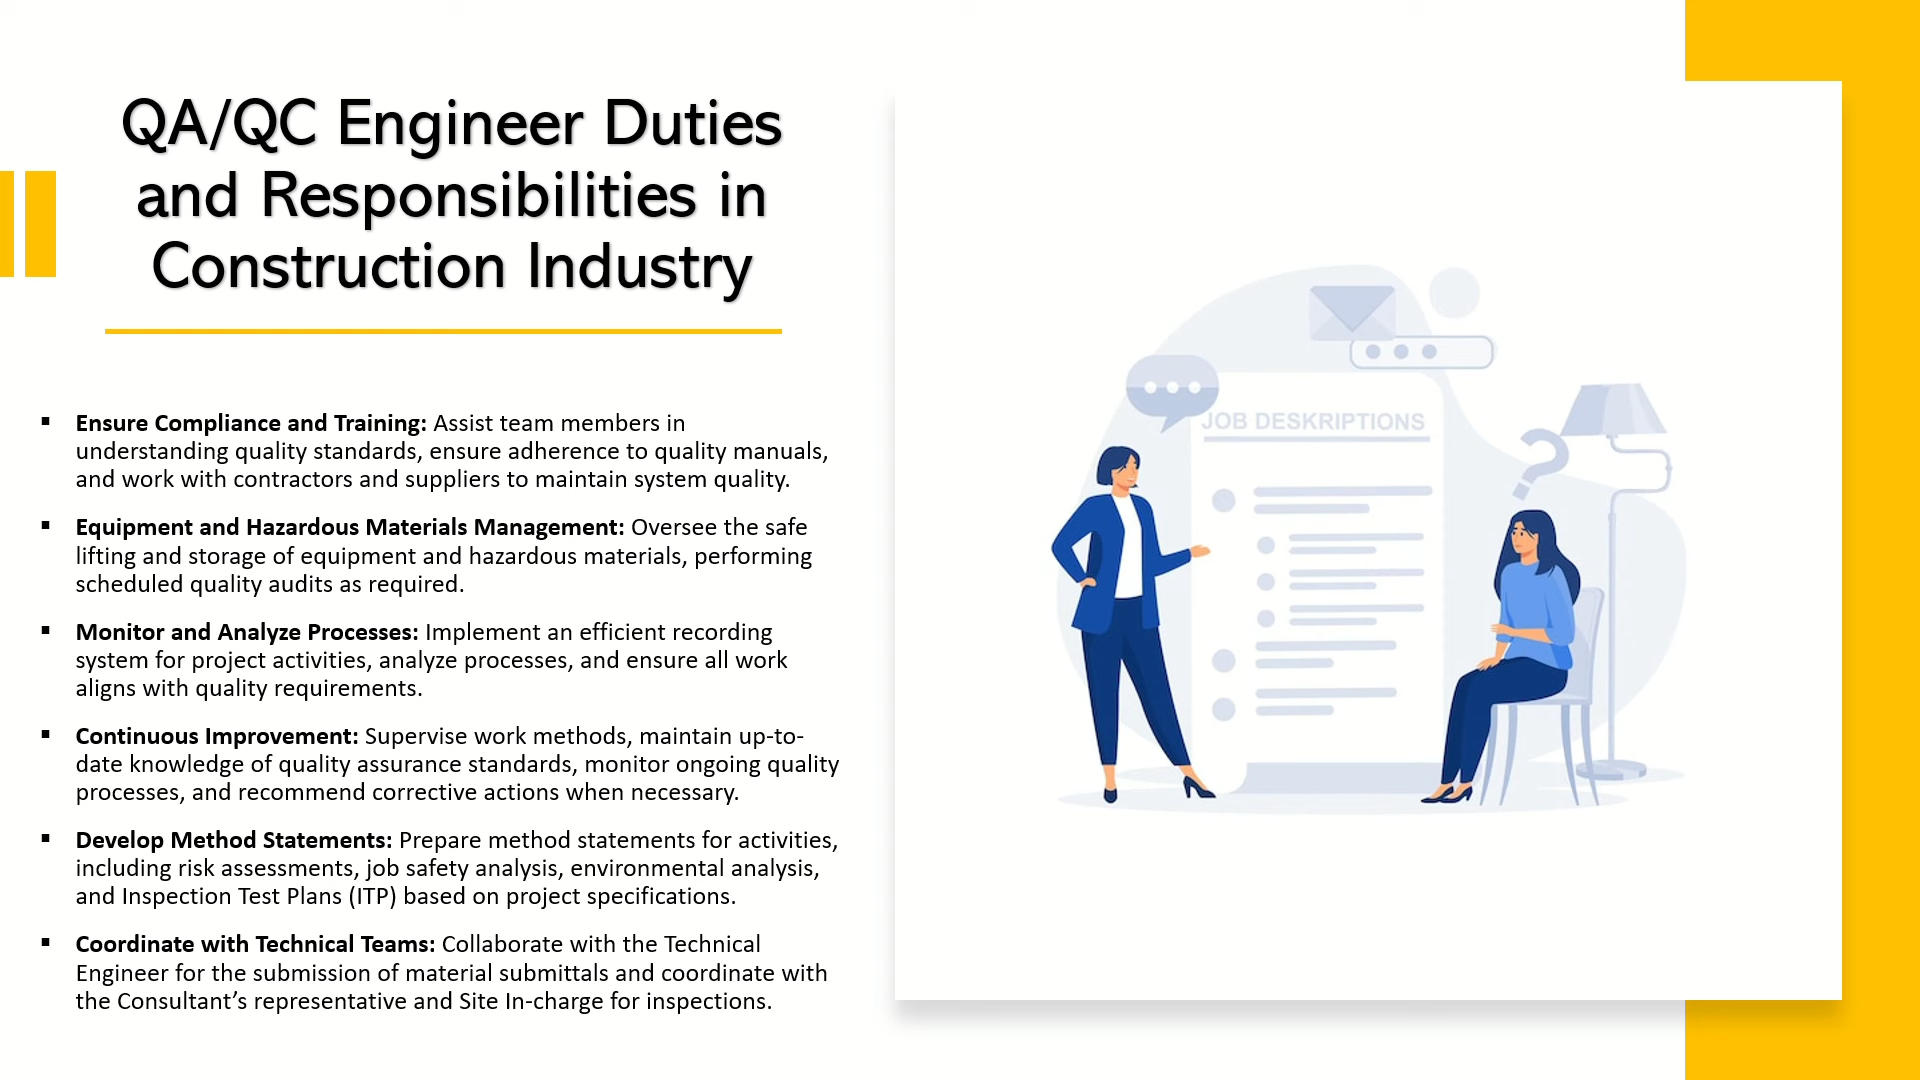 QA/QC Engineer Duties
and Responsibilities in
Construction Industry
▪ Ensure Compliance and Training: Assist team members in
understanding quality standards, ensure adherence to quality manuals,
and work with contractors and suppliers to maintain system quality.
▪ Equipment and Hazardous Materials Management: Oversee the safe
lifting and storage of equipment and hazardous materials, performing
scheduled quality audits as required.
▪ Monitor and Analyze Processes: Implement an efficient recording
system for project activities, analyze processes, and ensure all work
aligns with quality requirements.
▪ Continuous Improvement: Supervise work methods, maintain up-to-
date knowledge of quality assurance standards, monitor ongoing quality
processes, and recommend corrective actions when necessary.
▪ Develop Method Statements: Prepare method statements for activities,
including risk assessments, job safety analysis, environmental analysis,
and Inspection Test Plans (ITP) based on project specifications.
▪ Coordinate with Technical Teams: Collaborate with the Technical
Engineer for the submission of material submittals and coordinate with
the Consultant’s representative and Site In-charge for inspections.
JOB DESKRIPTIONS
?